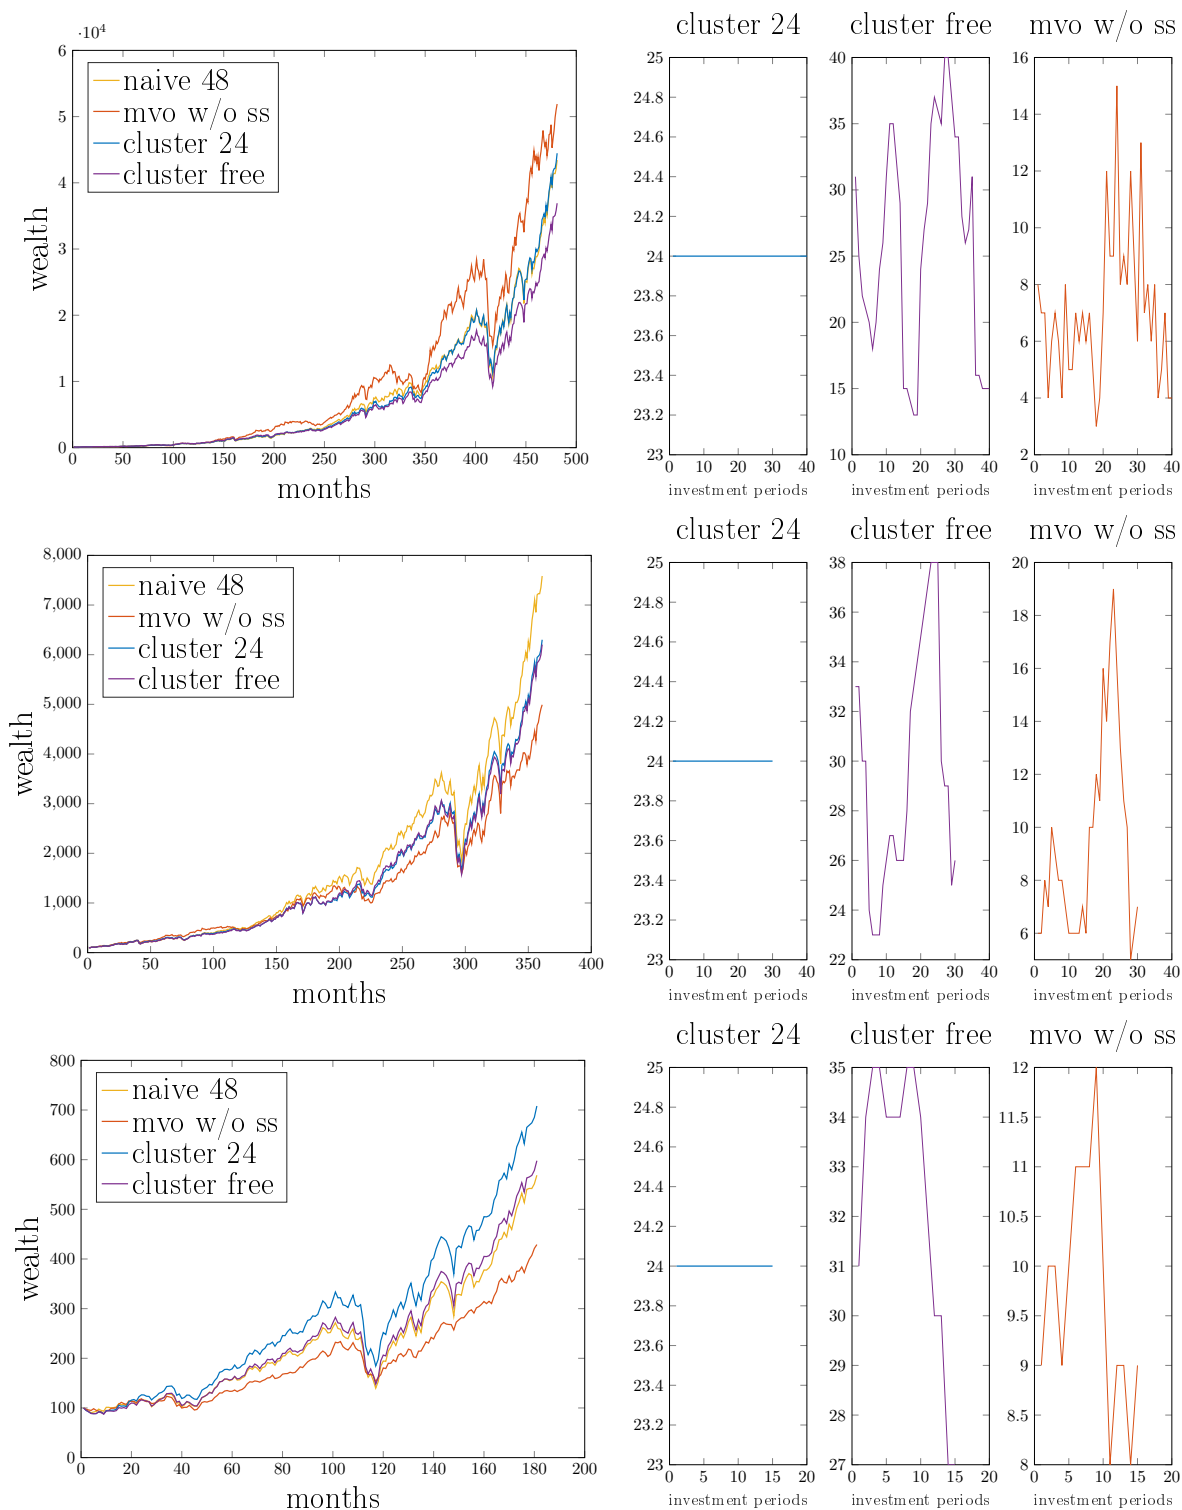 cluster 24 cluster free mvo w/o ss
·10⁴
naive 48
mvo w/o ss
cluster 24
cluster free
wealth
6
5
4
3
2
1
0
0 50 100 150 200 250 300 350 400 450 500
months
25
24.8
24.6
24.4
24.2
24
23.8
23.6
23.4
23.2
23
0 10 20 30 40
investment periods
40
35
30
25
20
15
10
0 10 20 30 40
investment periods
16
14
12
10
8
6
4
2
0 10 20 30 40
investment periods
cluster 24 cluster free mvo w/o ss
naive 48
mvo w/o ss
cluster 24
cluster free
wealth
8,000
7,000
6,000
5,000
4,000
3,000
2,000
1,000
0
0 50 100 150 200 250 300 350 400
months
25
24.8
24.6
24.4
24.2
24
23.8
23.6
23.4
23.2
23
0 10 20 30 40
investment periods
38
36
34
32
30
28
26
24
22
0 10 20 30 40
investment periods
20
18
16
14
12
10
8
6
0 10 20 30 40
investment periods
cluster 24 cluster free mvo w/o ss
naive 48
mvo w/o ss
cluster 24
cluster free
wealth
800
700
600
500
400
300
200
100
0
0 20 40 60 80 100 120 140 160 180 200
months
25
24.8
24.6
24.4
24.2
24
23.8
23.6
23.4
23.2
23
0 5 10 15 20
investment periods
35
34
33
32
31
30
29
28
27
0 5 10 15 20
investment periods
12
11.5
11
10.5
10
9.5
9
8.5
8
0 5 10 15 20
investment periods